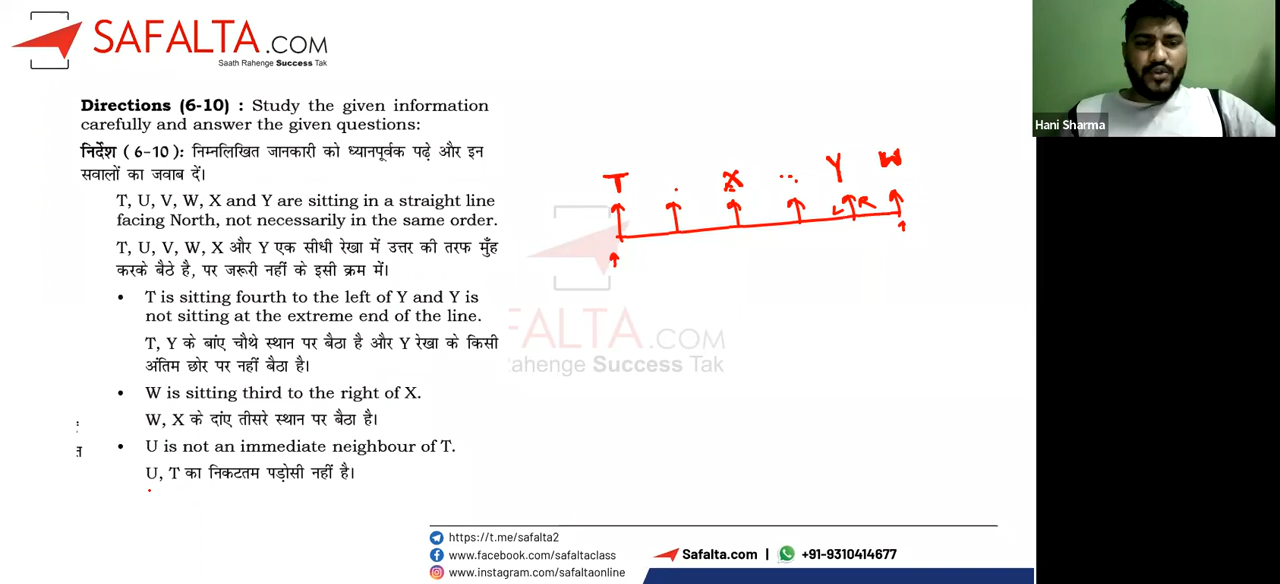 SAFALTA.COM
Saath Rahenge Success Tak
Hani Sharma
Directions (6-10) : Study the given information
carefully and answer the given questions:
निर्देश (6-10): निम्नलिखित जानकारी को ध्यानपूर्वक पढ़े और इन
सवालों का जवाब दें।
T, U, V, W, X and Y are sitting in a straight line
facing North, not necessarily in the same order.
T, U, V, W, X और Y एक सीधी रेखा में उत्तर की तरफ मुँह
करके बैठे है, पर जरूरी नहीं के इसी क्रम में।
• T is sitting fourth to the left of Y and Y is
not sitting at the extreme end of the line.
T, Y के बांए चौथे स्थान पर बैठा है और Y रेखा के किसी
अंतिम छोर पर नहीं बैठा है।
• W is sitting third to the right of X.
W, X के दांए तीसरे स्थान पर बैठा है।
• U is not an immediate neighbour of T.
U, T का निकटतम पड़ोसी नहीं है।
T X Y W
L R
FALTA.COM
Rahenge Success Tak
https://t.me/safalta2
www.facebook.com/safaltaclass
www.instagram.com/safaltaonline
Safalta.com | +91-9310414677